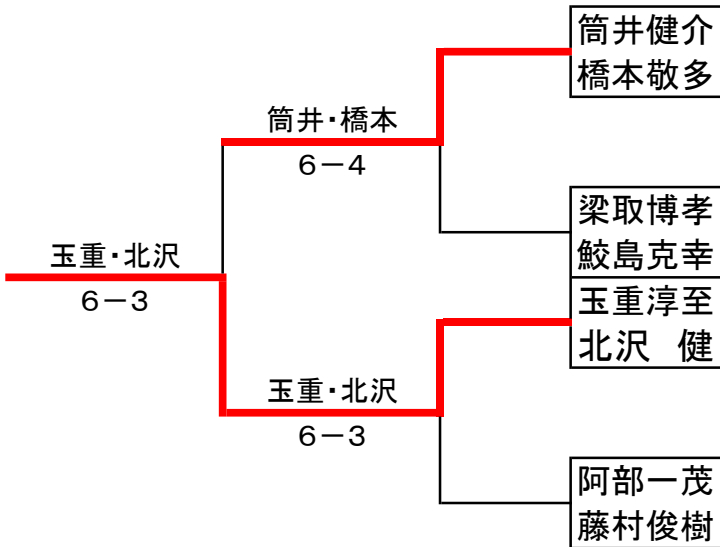 筒井健介
橋本敬多
筒井・橋本
6－4
梁取博孝
鮫島克幸
玉重・北沢
6－3
玉重淳至
北沢　健
玉重・北沢
6－3
阿部一茂
藤村俊樹